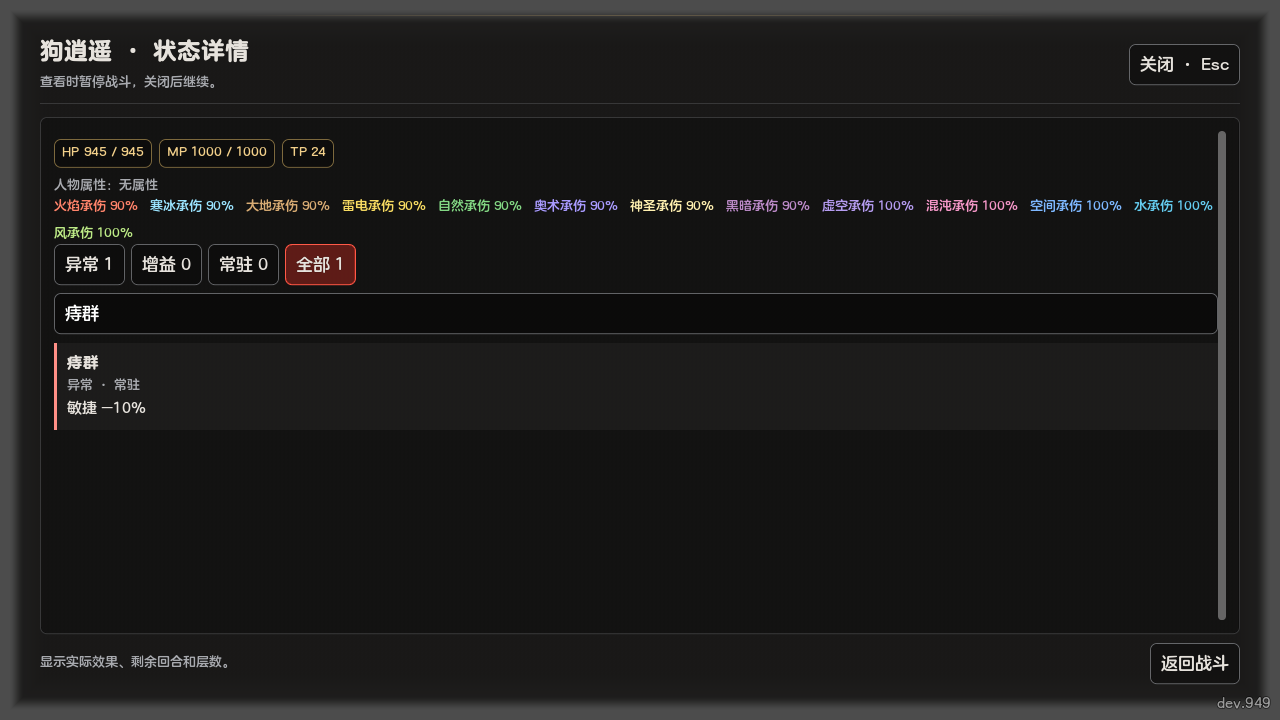 狗逍遥 · 状态详情
查看时暂停战斗，关闭后继续。
关闭 · Esc
HP 945 / 945 MP 1000 / 1000 TP 24
人物属性：无属性
火焰承伤 90% 寒冰承伤 90% 大地承伤 90% 雷电承伤 90% 自然承伤 90% 奥术承伤 90% 神圣承伤 90% 黑暗承伤 90% 虚空承伤 100% 混沌承伤 100% 空间承伤 100% 水承伤 100%
风承伤 100%
异常 1 增益 0 常驻 0 全部 1
痔群
痔群
异常 · 常驻
敏捷 −10%
显示实际效果、剩余回合和层数。
返回战斗
dev.949